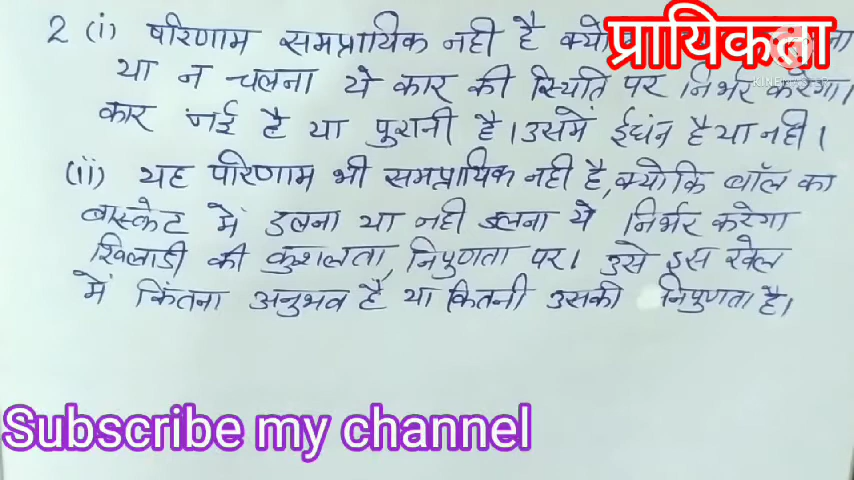 प्रायिकता
2 (i) परिणाम समप्रायिक नही है
या न चलना ये कार की स्थिति पर निर्भर करेगा।
कार नई है या पुरानी है। उसमें ईधंन है या नही।
(ii) यह परिणाम भी समप्रायिक नही है, क्योकि बॉल का
बास्केट में डलना या नही डलना ये निर्भर करेगा
खिलाडी की कुशलता, निपुणता पर। उसे इस खेल
में कितना अनुभव है या कितनी उसकी निपुणता है।
Subscribe my channel